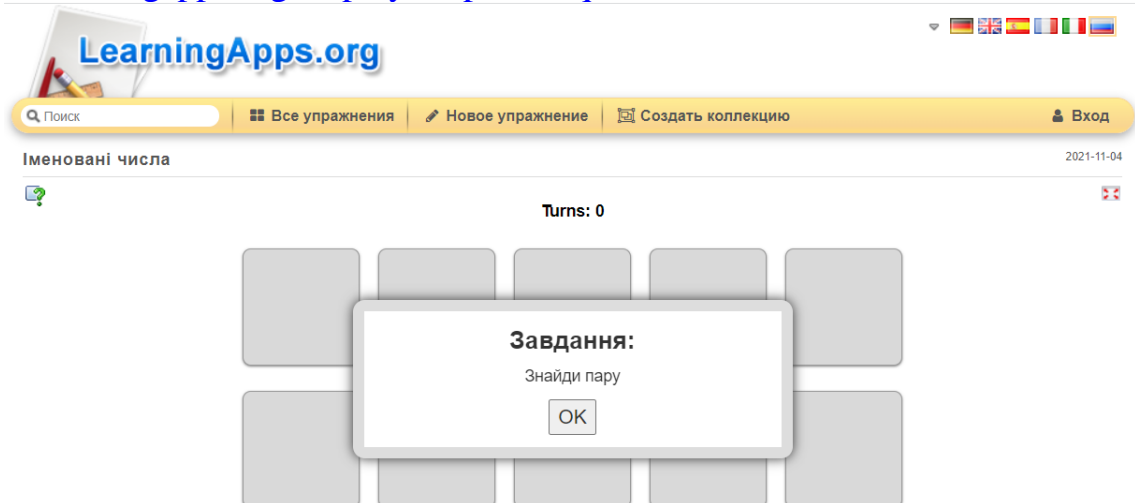 LearningApps.org
Поиск
Все упражнения
Новое упражнение
Создать коллекцию
Вход
Іменовані числа
2021-11-04
Turns: 0
Завдання:
Знайди пару
OK